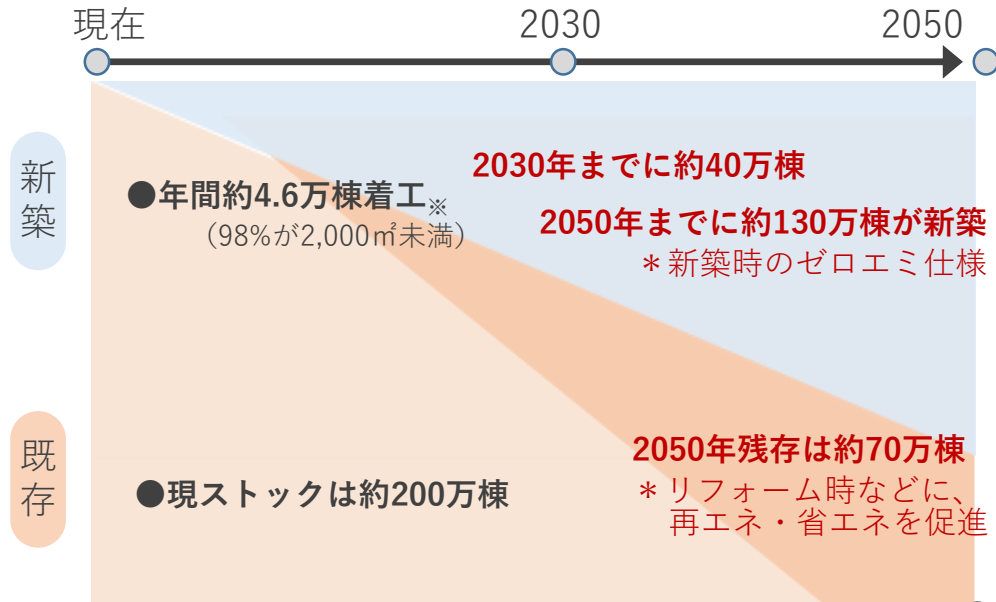 現在
2030
2050
新築
●年間約4.6万棟着工※
（98%が2,000㎡未満）
2030年までに約40万棟
2050年までに約130万棟が新築
＊新築時のゼロエミ仕様
既存
●現ストックは約200万棟
2050年残存は約70万棟
＊リフォーム時などに、
再エネ・省エネを促進